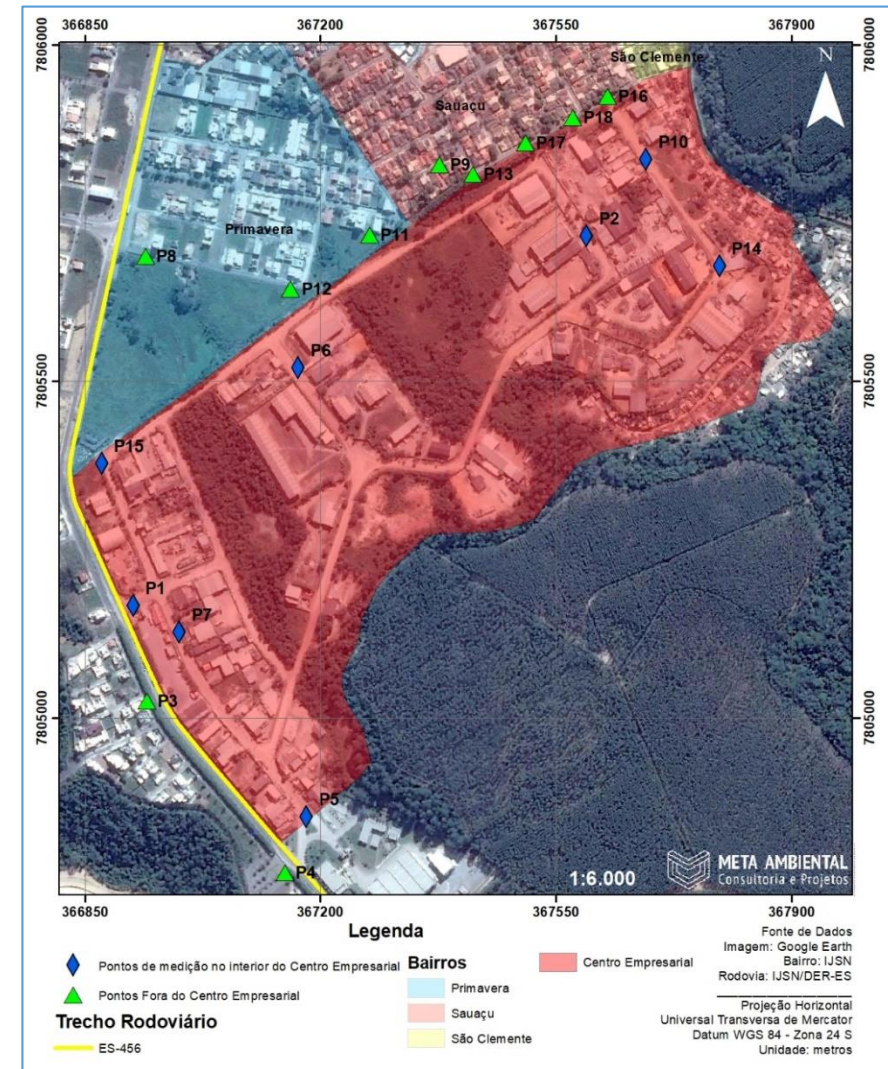 366850 367200 367550 367900
7806000 7806000
São Clemente
N
Sauaçu
P16
P18
P17
P10
P9
P13
Primavera
P11
P2
P8
P14
P12
P6
7805500 7805500
P15
P1
P7
P3
7805000 7805000
P5
P4
1:6.000
META AMBIENTAL
Consultoria e Projetos
366850 367200 367550 367900
Legenda
Pontos de medição no interior do Centro Empresarial
Pontos Fora do Centro Empresarial
Trecho Rodoviário
ES-456
Bairros
Primavera
Sauaçu
São Clemente
Centro Empresarial
Fonte de Dados
Imagem: Google Earth
Bairro: IJSN
Rodovia: IJSN/DER-ES
Projeção Horizontal
Universal Transversa de Mercator
Datum WGS 84 - Zona 24 S
Unidade: metros